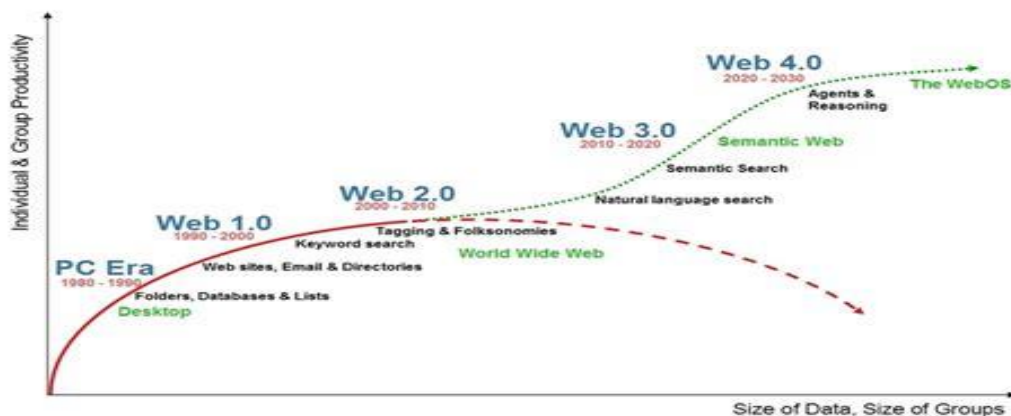 Individual & Group Productivity
Web 4.0
2020 - 2030
The WebOS
Agents &
Reasoning
Web 3.0
2010 - 2020
Semantic Web
Semantic Search
Natural language search
Web 2.0
2000 - 2010
Tagging & Folksonomies
World Wide Web
Web 1.0
1990 - 2000
Keyword search
Web sites, Email & Directories
PC Era
1980 - 1990
Folders, Databases & Lists
Desktop
Size of Data, Size of Groups